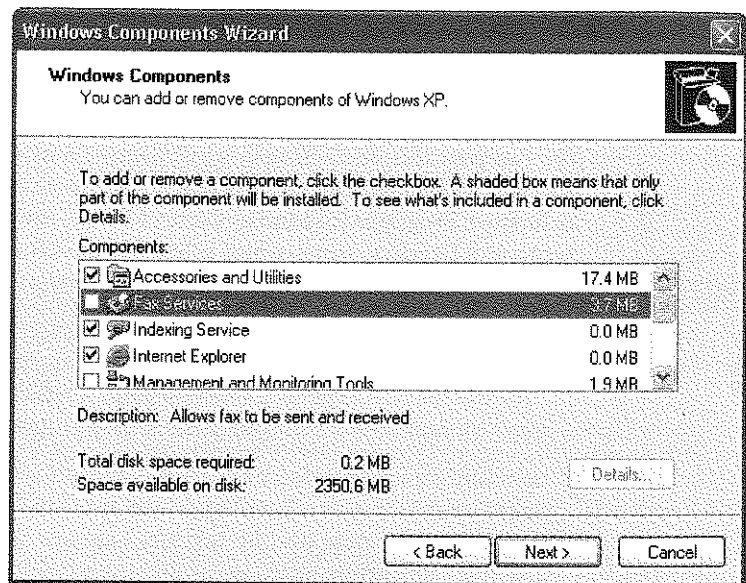 Windows Components Wizard
Windows Components
You can add or remove components of Windows XP.
To add or remove a component, click the checkbox. A shaded box means that only
part of the component will be installed. To see what's included in a component, click
Details.
Components:
Accessories and Utilities 17.4 MB
Fax Services 3.7 MB
Indexing Service 0.0 MB
Internet Explorer 0.0 MB
Management and Monitoring Tools 1.9 MB
Description: Allows fax to be sent and received
Total disk space required: 0.2 MB
Space available on disk: 2350.6 MB
Details...
< Back
Next >
Cancel